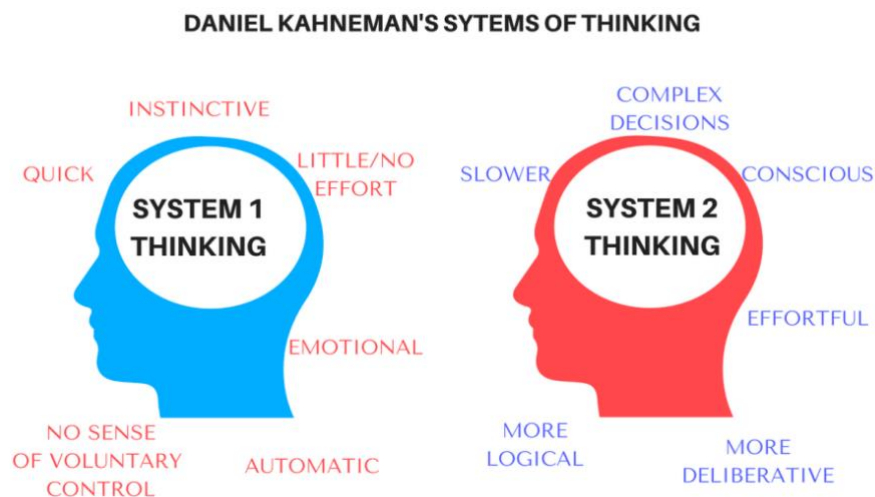 DANIEL KAHNEMAN'S SYTEMS OF THINKING
INSTINCTIVE
QUICK
LITTLE/NO
EFFORT
SYSTEM 1
THINKING
EMOTIONAL
NO SENSE
OF VOLUNTARY
CONTROL
AUTOMATIC
COMPLEX
DECISIONS
SLOWER
CONSCIOUS
SYSTEM 2
THINKING
EFFORTFUL
MORE
LOGICAL
MORE
DELIBERATIVE